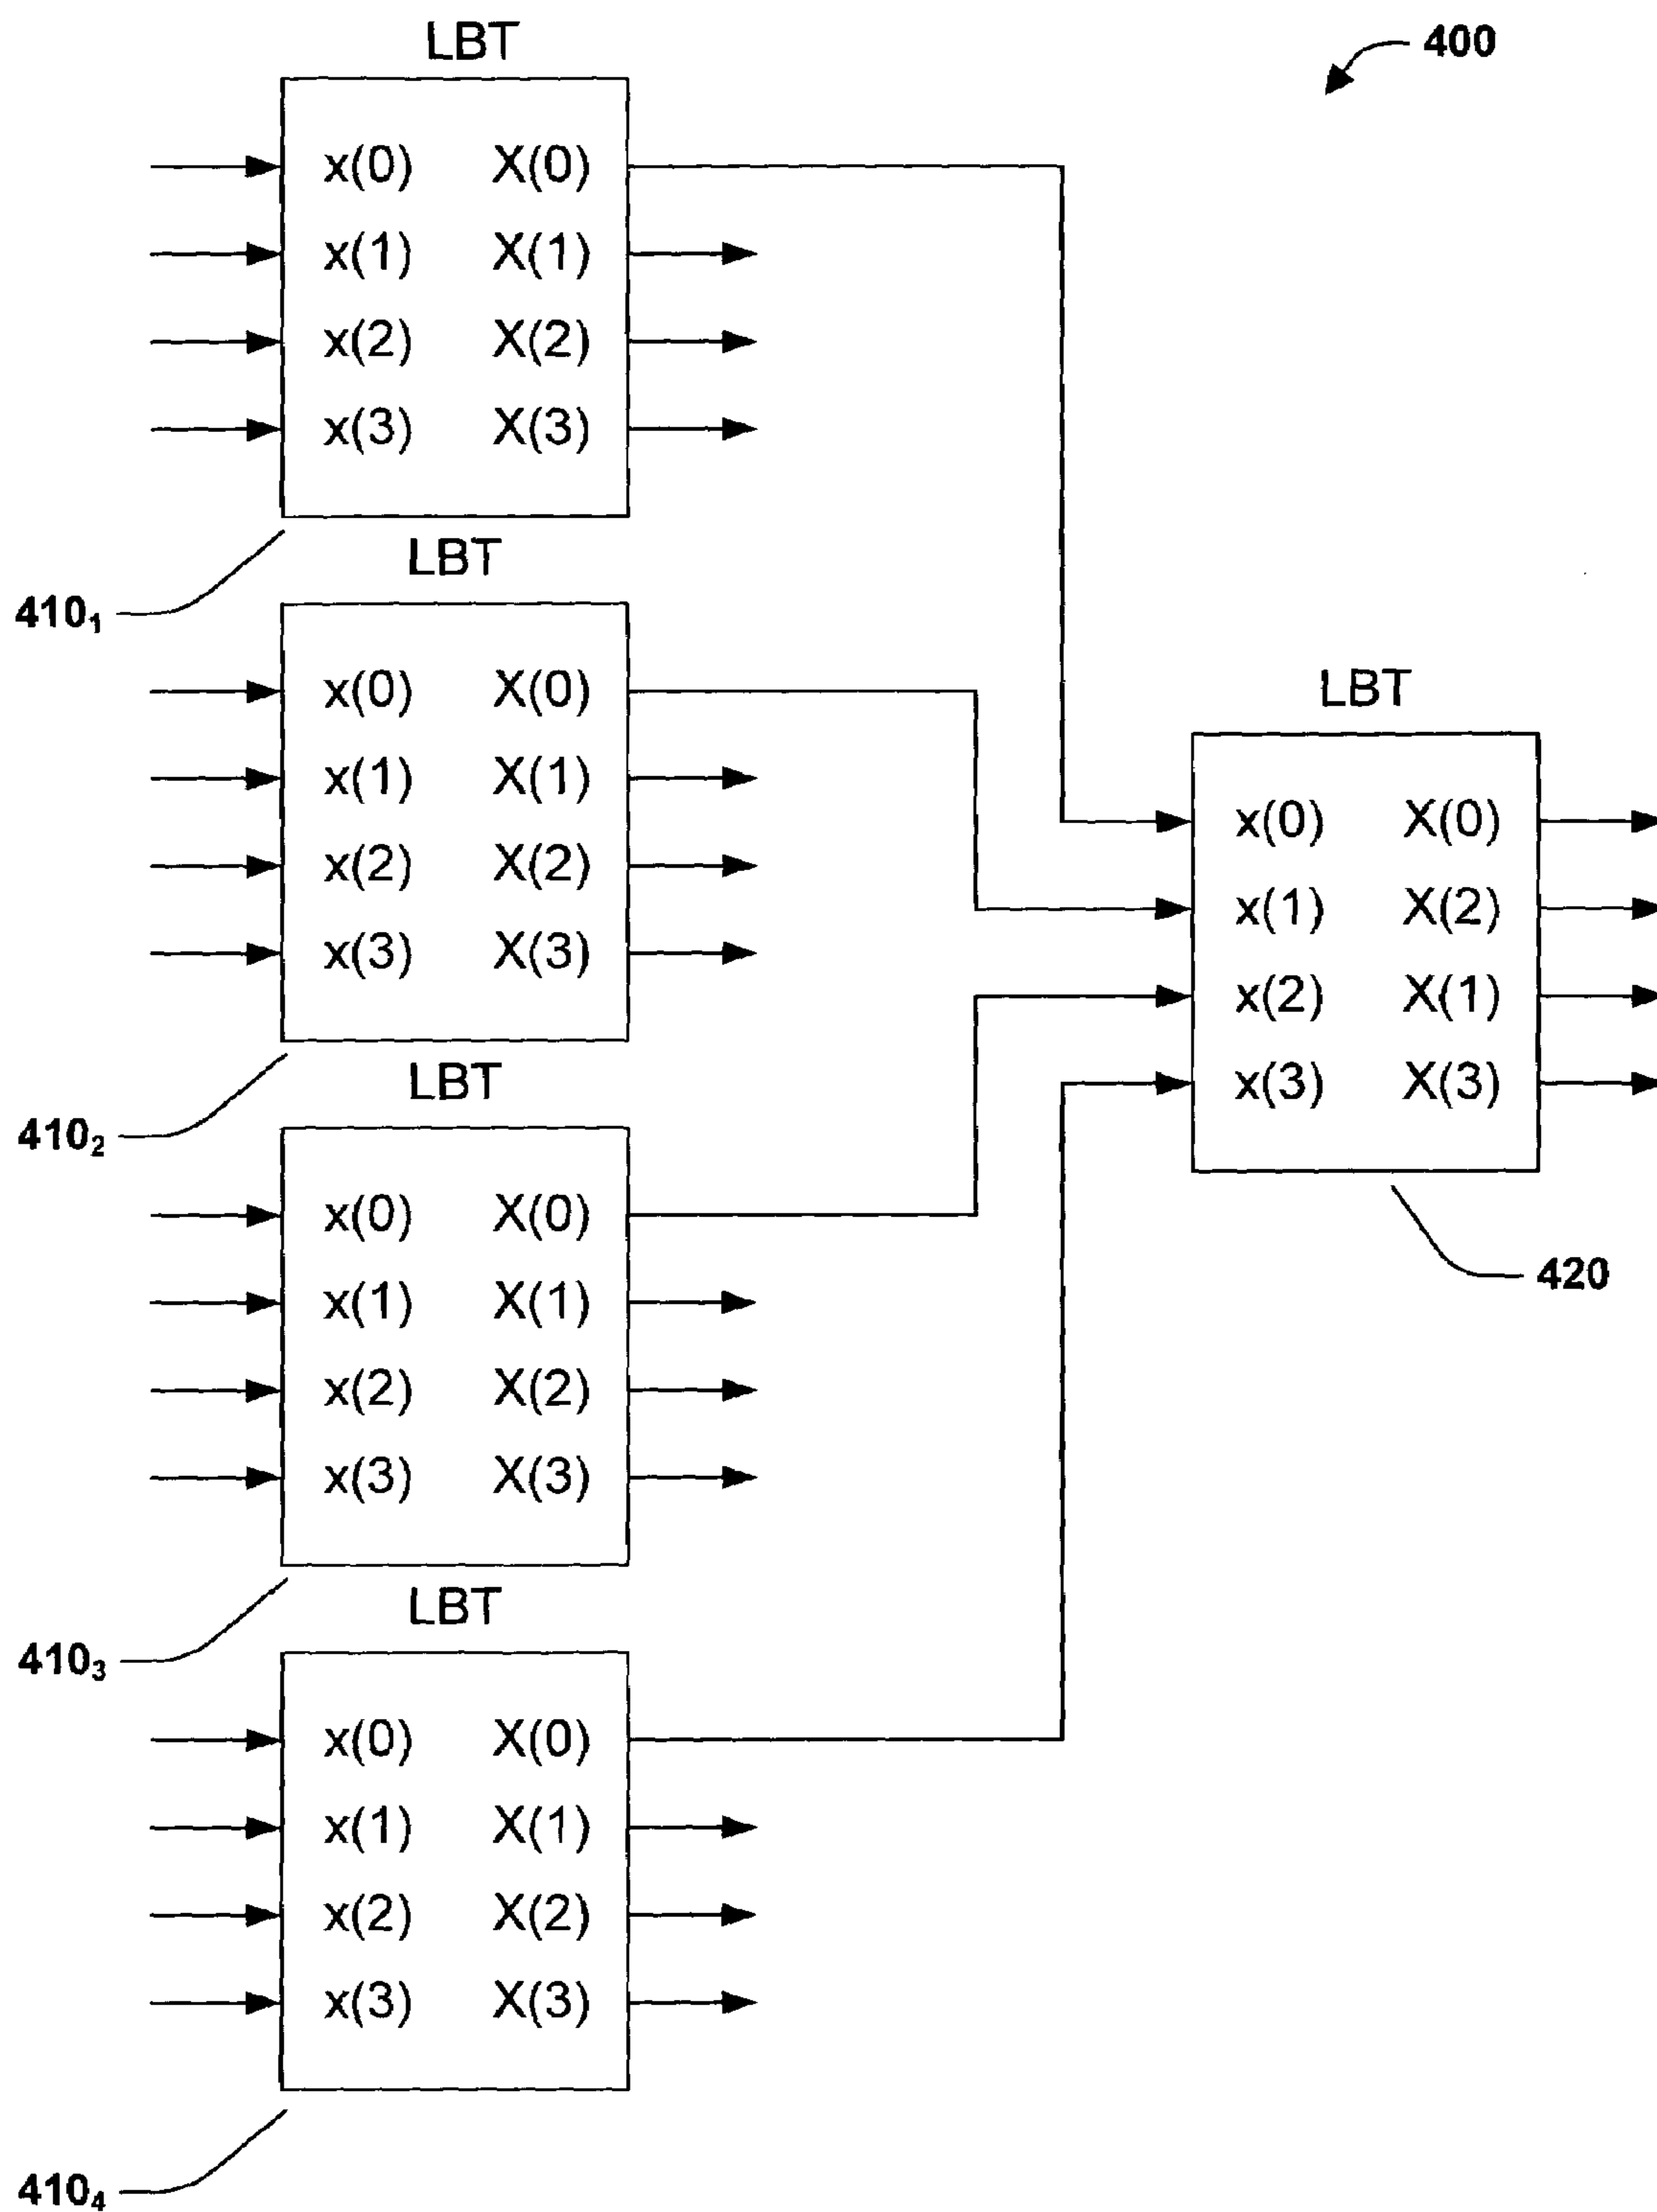 LBT
400
x(0) X(0)
x(1) X(1)
x(2) X(2)
x(3) X(3)
410₁
LBT
x(0) X(0)
x(1) X(1)
x(2) X(2)
x(3) X(3)
410₂
LBT
x(0) X(0)
x(1) X(2)
x(2) X(1)
x(3) X(3)
420
LBT
x(0) X(0)
x(1) X(1)
x(2) X(2)
x(3) X(3)
410₃
LBT
x(0) X(0)
x(1) X(1)
x(2) X(2)
x(3) X(3)
410₄